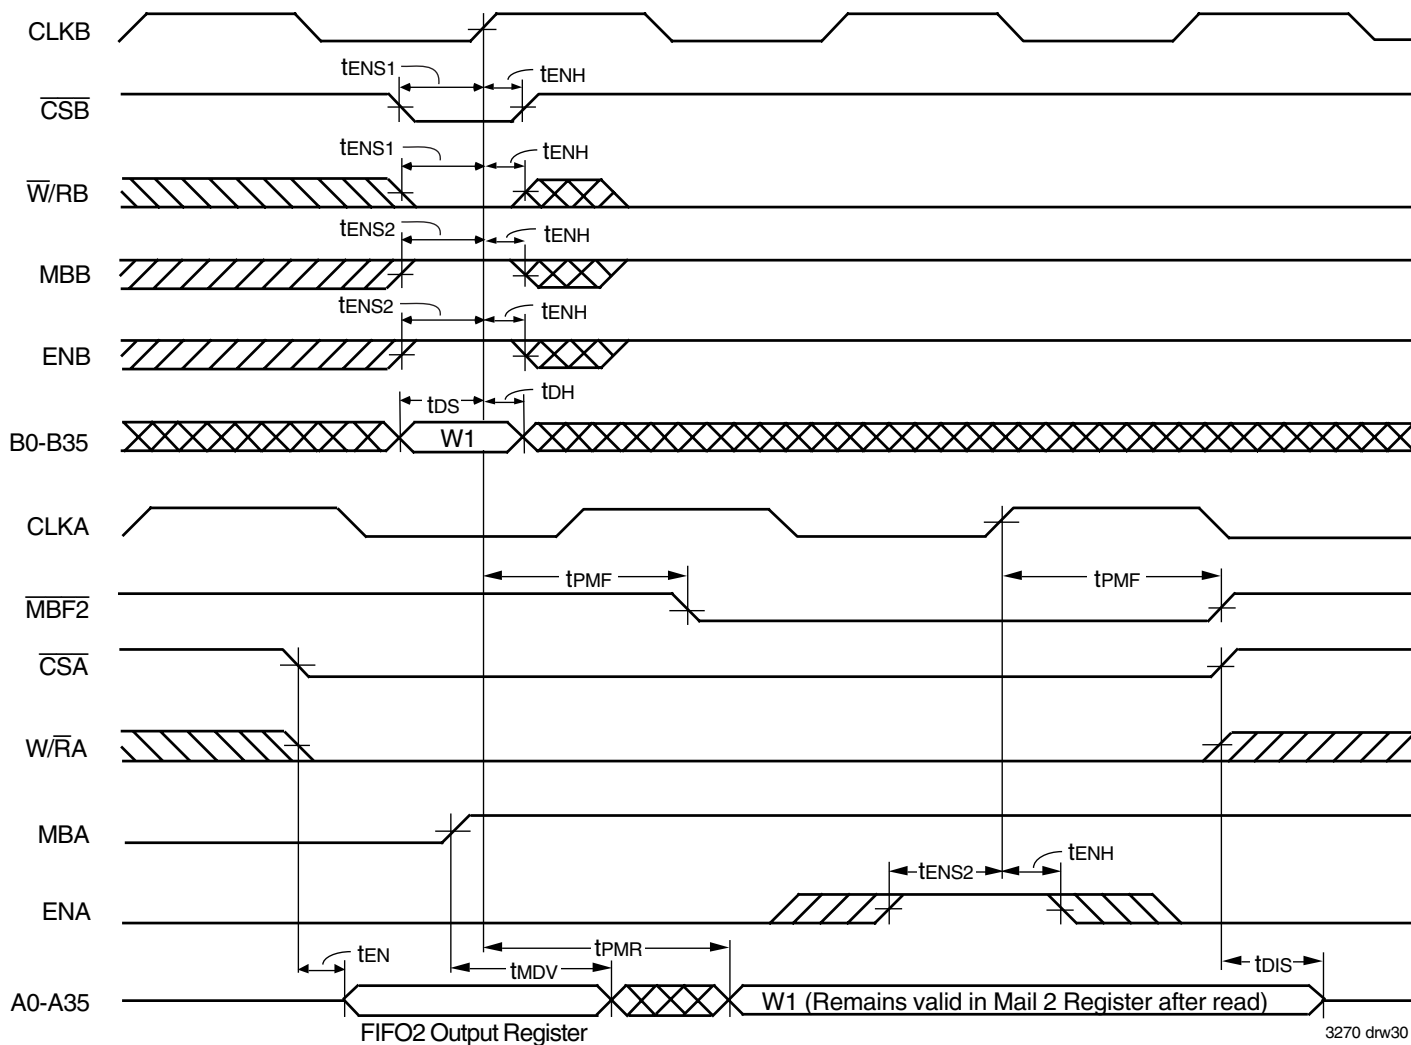 CLKB
tENS1
tENH
CSB
tENS1
tENH
W/RB
tENS2
tENH
MBB
tENS2
tENH
ENB
tDS
tDH
B0-B35
W1
CLKA
tPMF
tPMF
MBF2
CSA
W/RA
MBA
tENS2
tENH
ENA
tEN
tPMR
tMDV
tDIS
A0-A35
W1 (Remains valid in Mail 2 Register after read)
FIFO2 Output Register
3270 drw30